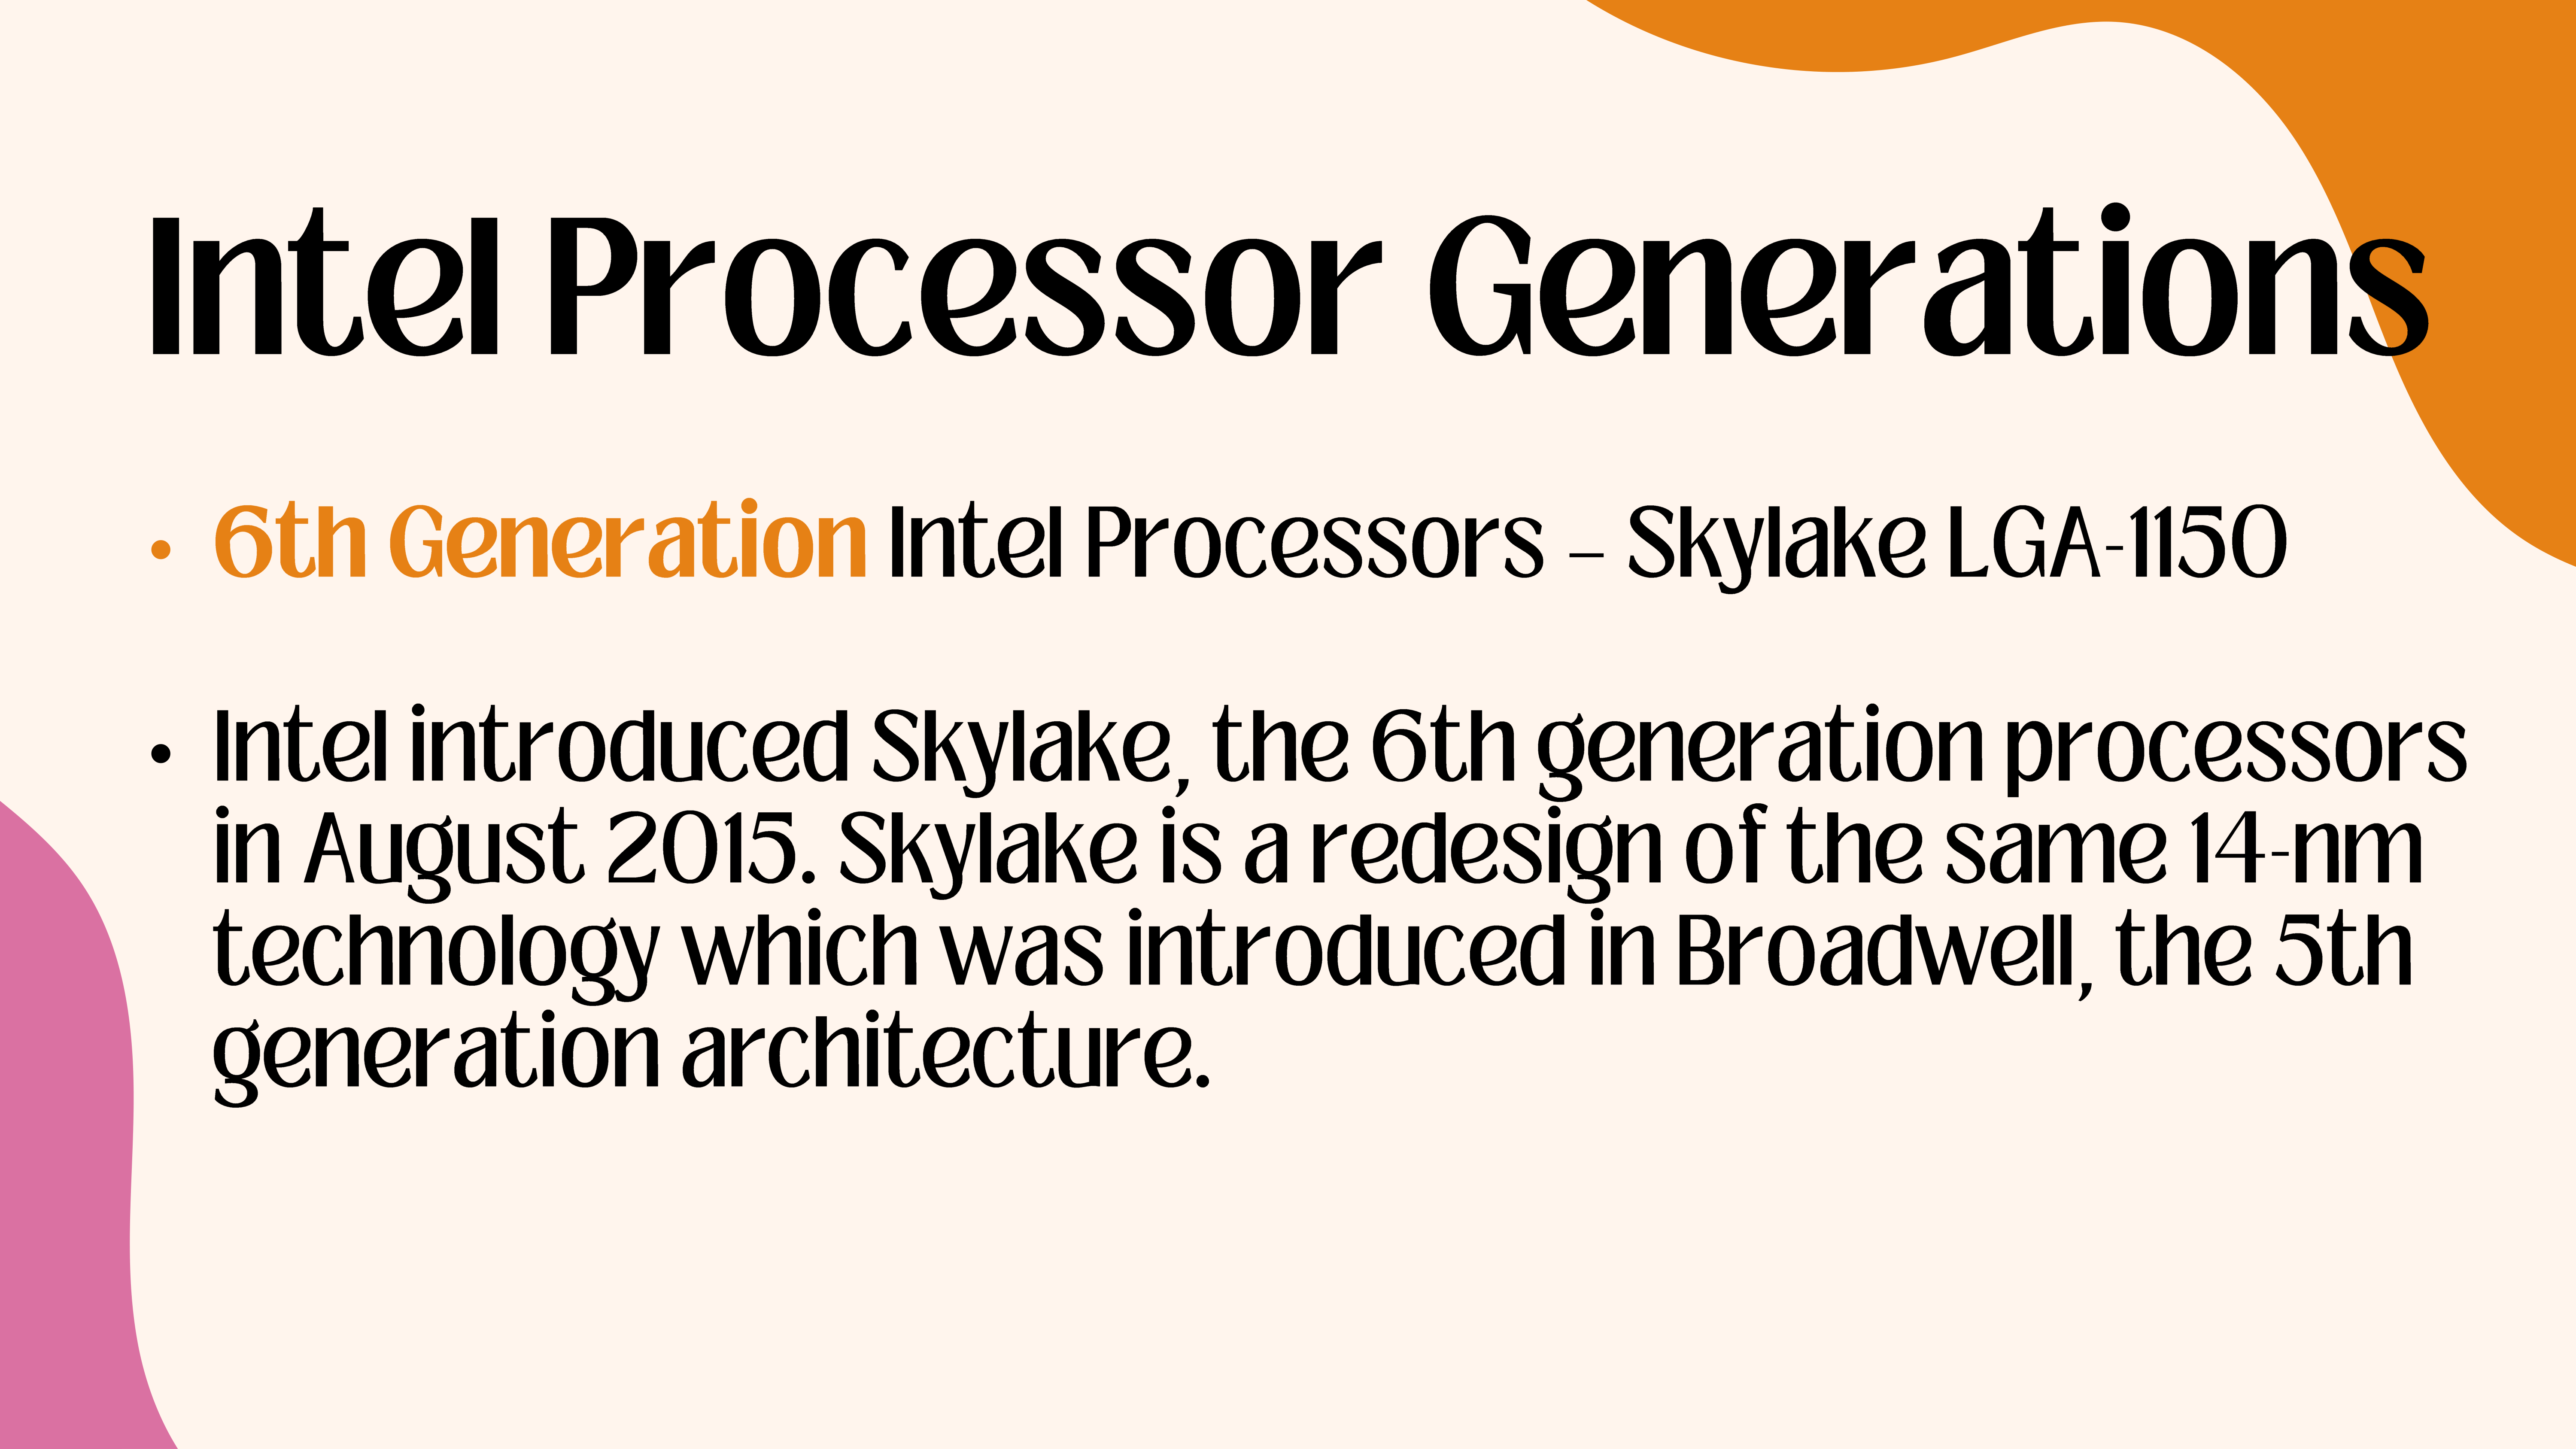 Intel Processor Generations
• 6th Generation Intel Processors – Skylake LGA-1150
• Intel introduced Skylake, the 6th generation processors
in August 2015. Skylake is a redesign of the same 14-nm
technology which was introduced in Broadwell, the 5th
generation architecture.